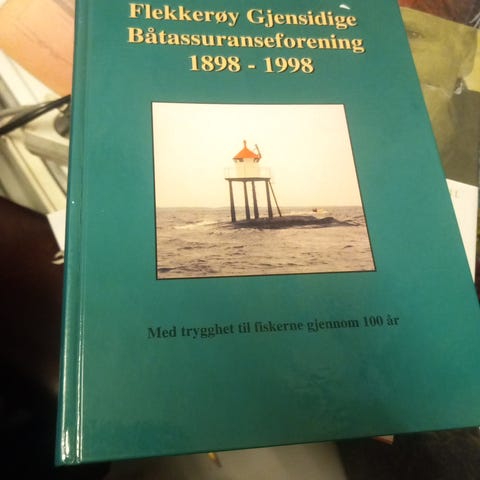 Flekkerøy Gjensidige
Båtassuranseforening
1898 - 1998
Med trygghet til fiskerne gjennom 100 år